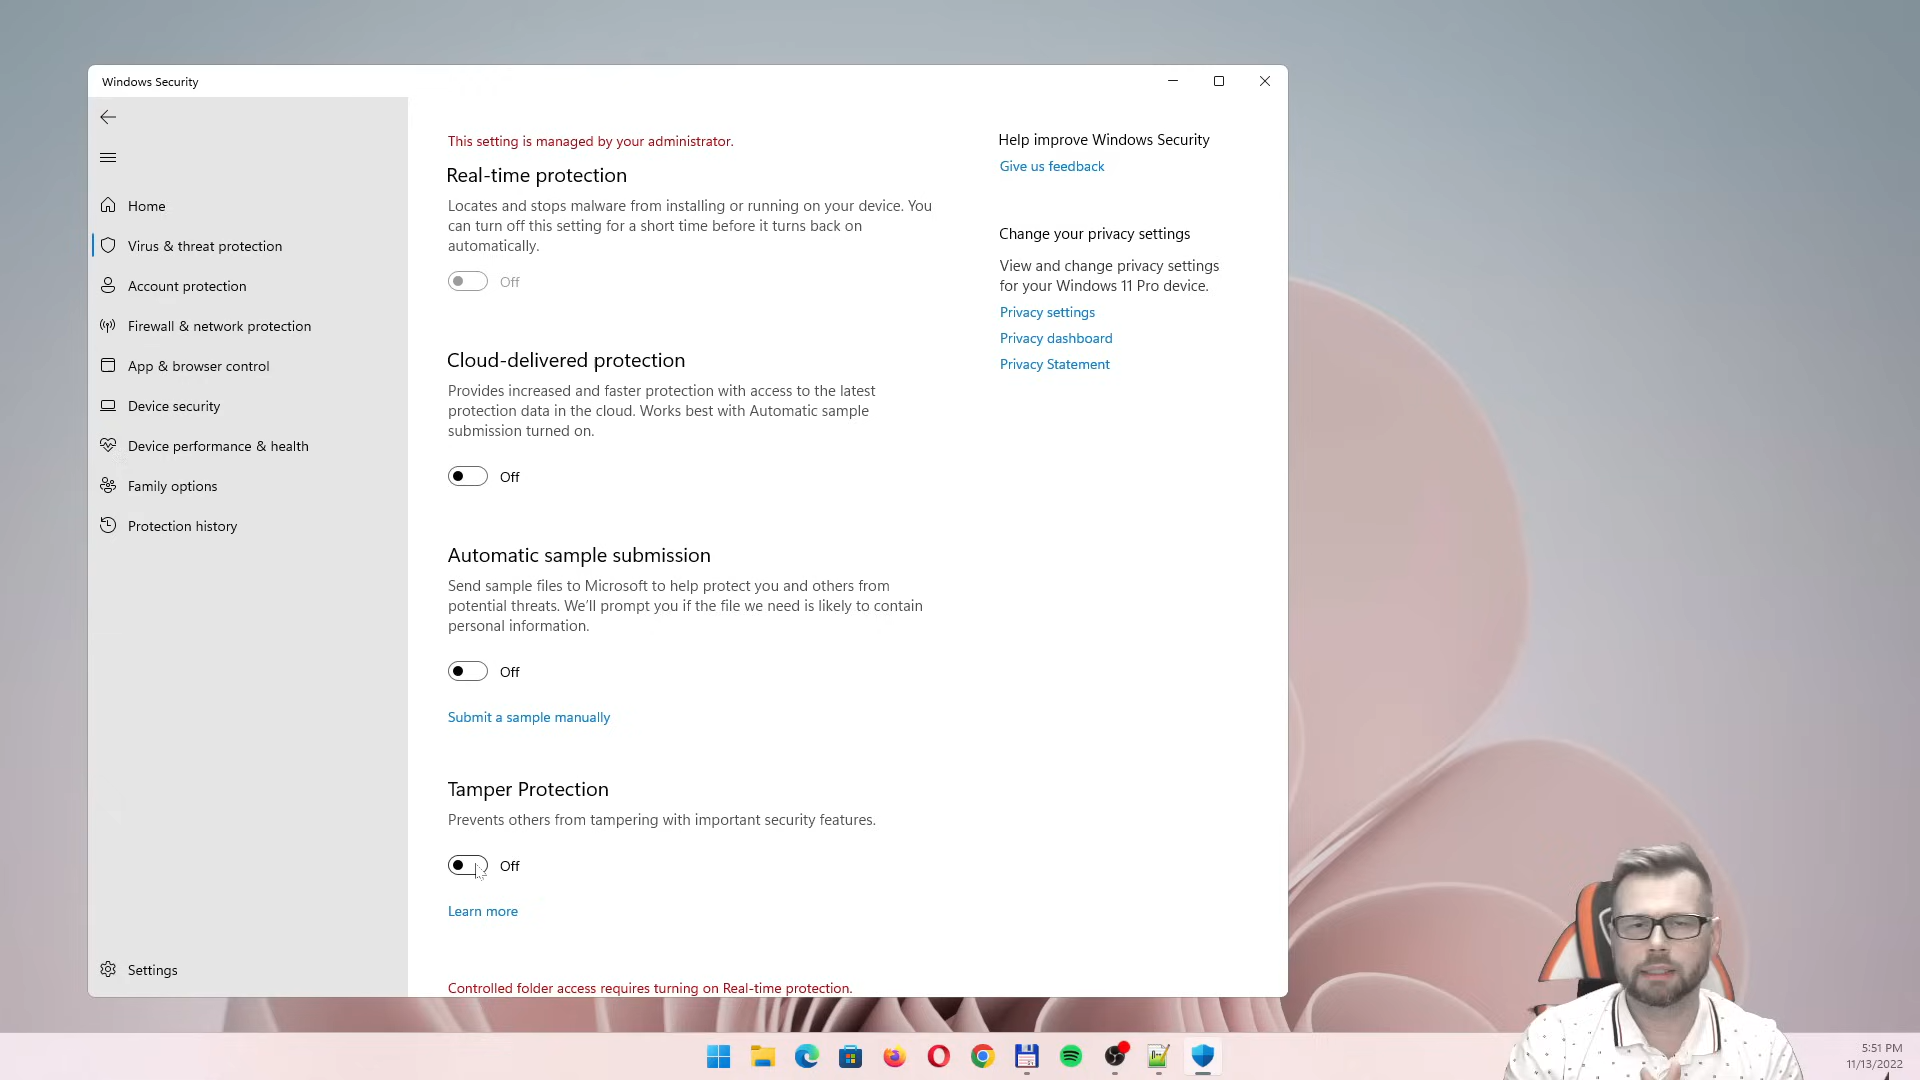 Windows Security
Home
Virus & threat protection
Account protection
Firewall & network protection
App & browser control
Device security
Device performance & health
Family options
Protection history
Settings
This setting is managed by your administrator.
Real-time protection
Locates and stops malware from installing or running on your device. You
can turn off this setting for a short time before it turns back on
automatically.
Off
Cloud-delivered protection
Provides increased and faster protection with access to the latest
protection data in the cloud. Works best with Automatic sample
submission turned on.
Off
Automatic sample submission
Send sample files to Microsoft to help protect you and others from
potential threats. We'll prompt you if the file we need is likely to contain
personal information.
Off
Submit a sample manually
Tamper Protection
Prevents others from tampering with important security features.
Off
Learn more
Controlled folder access requires turning on Real-time protection.
Help improve Windows Security
Give us feedback
Change your privacy settings
View and change privacy settings
for your Windows 11 Pro device.
Privacy settings
Privacy dashboard
Privacy Statement
5:51 PM
11/13/2022